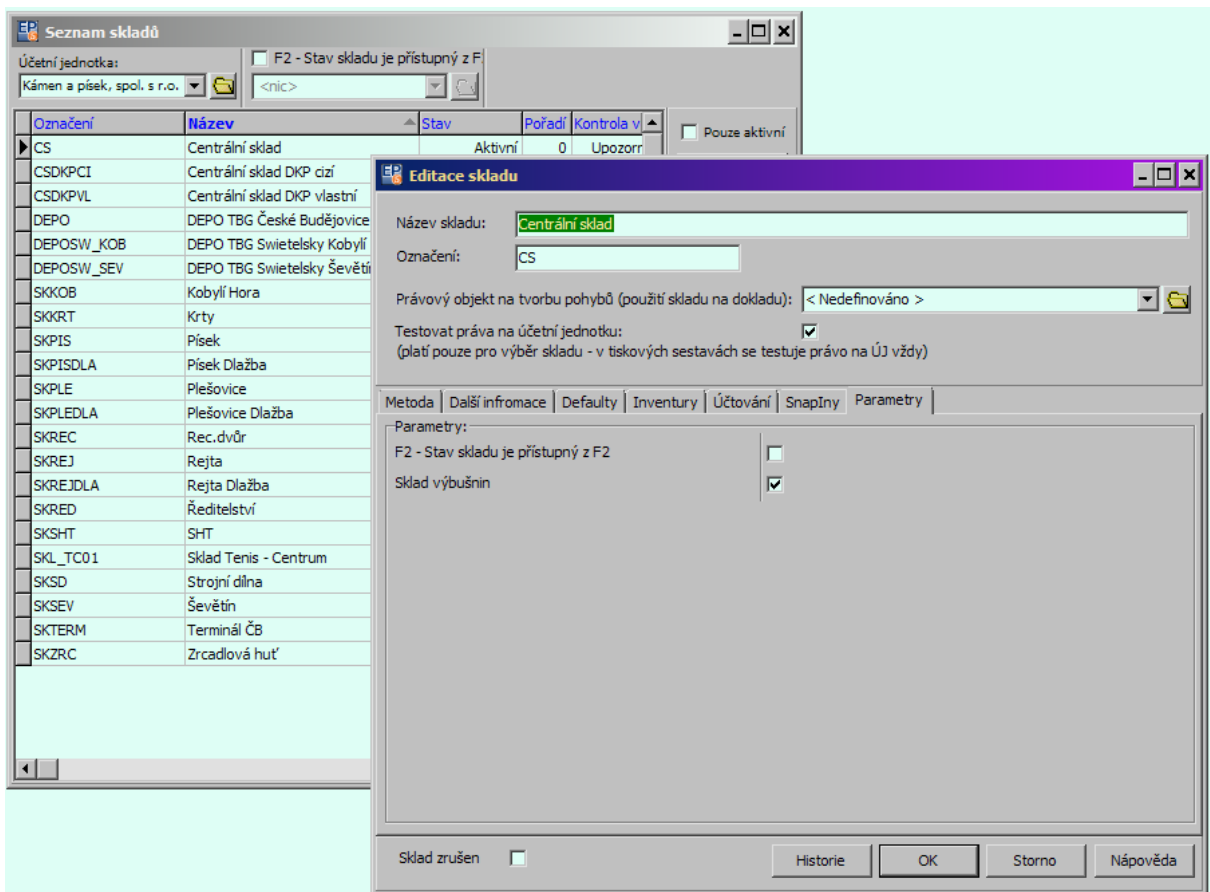 Seznam skladů
Účetní jednotka:
F2 - Stav skladu je přístupný z F
Kámen a písek, spol. s r.o.
<nic>
Označení Název Stav Pořadí Kontrola v
Pouze aktivní
CS Centrální sklad Aktivní 0 Upozorr
CSDKPCI Centrální sklad DKP cizí
CSDKPVL Centrální sklad DKP vlastní
DEPO DEPO TBG České Budějovice
DEPOSW_KOB DEPO TBG Swietelsky Kobylí
DEPOSW_SEV DEPO TBG Swietelsky Ševětí
SKKOB Kobylí Hora
SKKRT Krty
SKPIS Písek
SKPISDLA Písek Dlažba
SKPLE Plešovice
SKPLEDLA Plešovice Dlažba
SKREC Rec.dvůr
SKREJ Rejta
SKREJDLA Rejta Dlažba
SKRED Ředitelství
SKSHT SHT
SKL_TC01 Sklad Tenis - Centrum
SKSD Strojní dílna
SKSEV Ševětín
SKTERM Terminál ČB
SKZRC Zrcadlová huť
Editace skladu
Název skladu: Centrální sklad
Označení: CS
Právový objekt na tvorbu pohybů (použití skladu na dokladu): < Nedefinováno >
Testovat práva na účetní jednotku:
(platí pouze pro výběr skladu - v tiskových sestavách se testuje právo na ÚJ vždy)
Metoda Další infromace Defaulty Inventury Účtování SnapIny Parametry
Parametry:
F2 - Stav skladu je přístupný z F2
Sklad výbušnin
Sklad zrušen
Historie OK Storno Nápověda